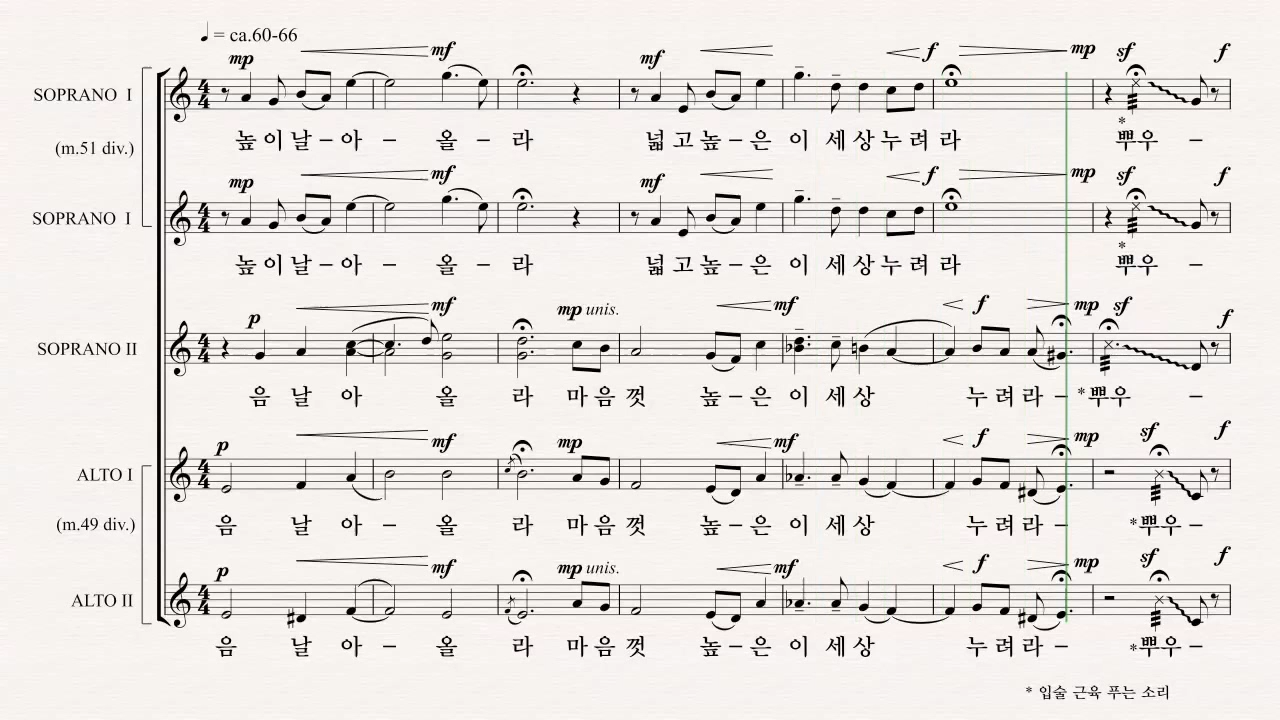 ♩ = ca.60-66
mp mf mf f mp sf f
SOPRANO I
높 이 날 – 아 – 올 – 라 넓 고 높 – 은 이 세 상 누 려 라 * 뿌우 –
(m.51 div.)
mp mf mf f mp sf f
SOPRANO I
높 이 날 – 아 – 올 – 라 넓 고 높 – 은 이 세 상 누 려 라 * 뿌우 –
p mf mp unis. mf f mp sf f
SOPRANO II
음 날 아 올 라 마 음 껏 높 – 은 이 세 상 누 려 라 – *뿌우 –
p mf mp mf f mp sf f
ALTO I
음 날 아 – 올 라 마 음 껏 높 – 은 이 세 상 누 려 라 – *뿌우 –
(m.49 div.)
p mf mp unis. mf f mp sf f
ALTO II
음 날 아 – 올 라 마 음 껏 높 – 은 이 세 상 누 려 라 – *뿌우 –
* 입술 근육 푸는 소리